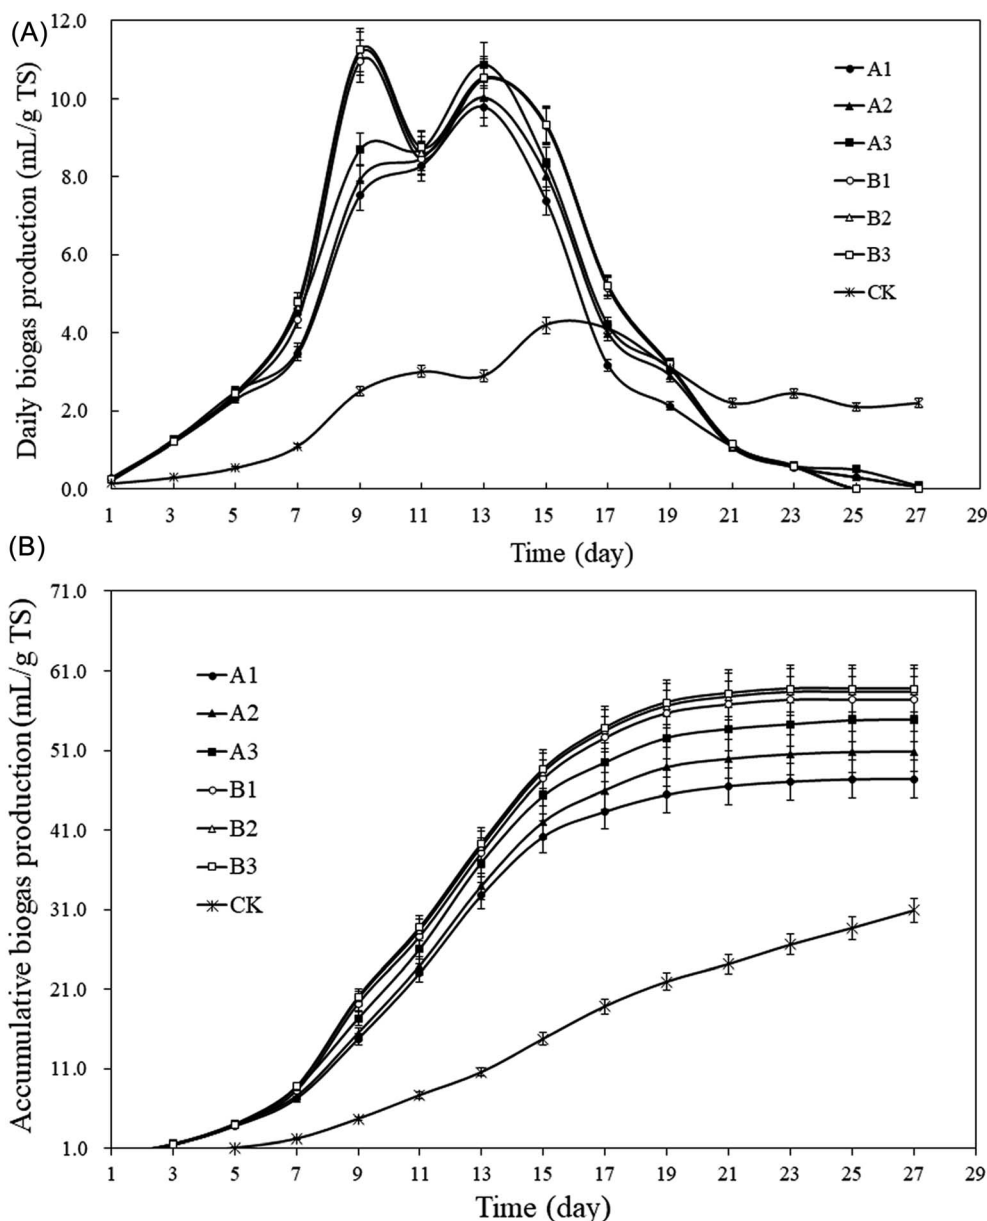 (A)
12.0
10.0
8.0
6.0
4.0
2.0
0.0
Daily biogas production (mL/g TS)
A1
A2
A3
B1
B2
B3
CK
1 3 5 7 9 11 13 15 17 19 21 23 25 27 29
Time (day)
(B)
71.0
61.0
51.0
41.0
31.0
21.0
11.0
1.0
Accumulative biogas production(mL/g TS)
A1
A2
A3
B1
B2
B3
CK
1 3 5 7 9 11 13 15 17 19 21 23 25 27 29
Time (day)